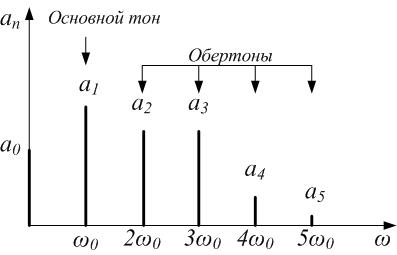 aₙ Основной тон
Обертоны
a₁
a₂ a₃
a₀
a₄
a₅
ω₀ 2ω₀ 3ω₀ 4ω₀ 5ω₀ ω